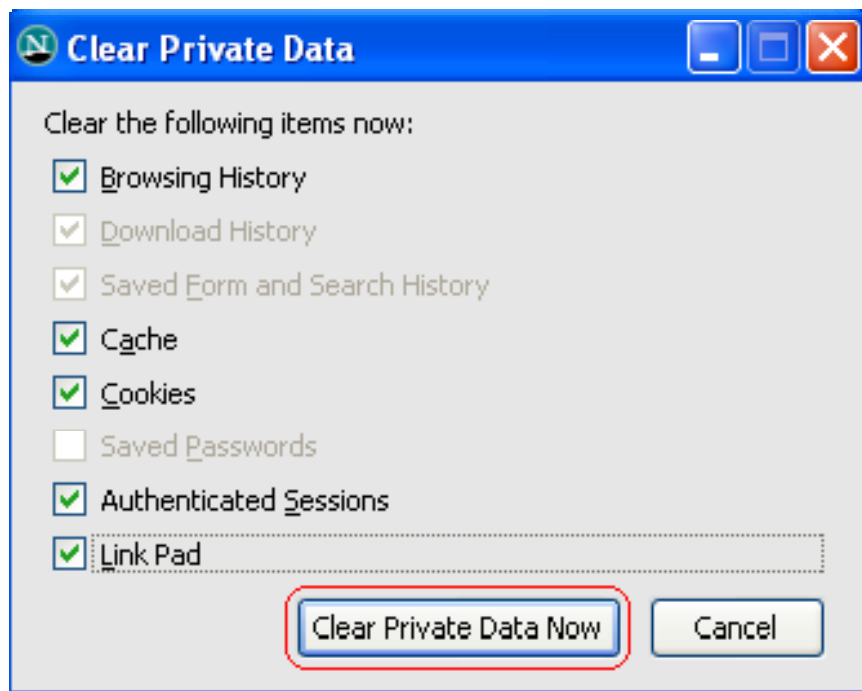 N Clear Private Data
Clear the following items now:
Browsing History
Download History
Saved Form and Search History
Cache
Cookies
Saved Passwords
Authenticated Sessions
Link Pad
Clear Private Data Now Cancel